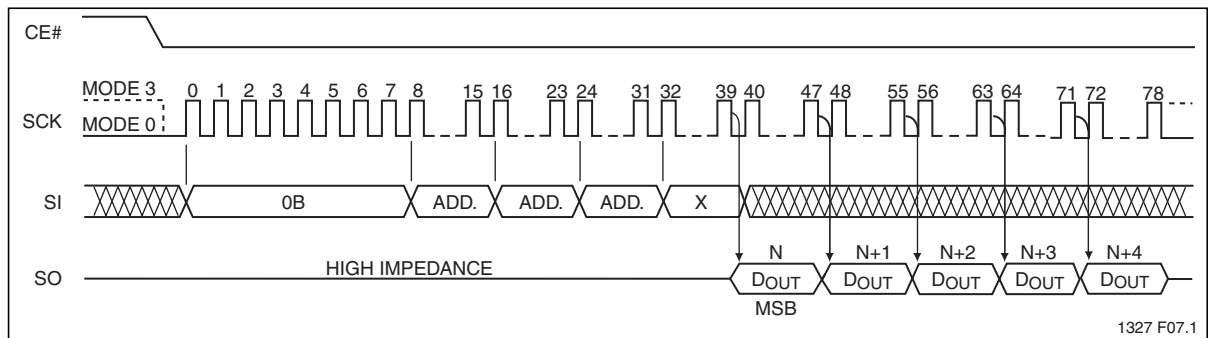 CE#
MODE 3
0 1 2 3 4 5 6 7 8 15 16 23 24 31 32 39 40 47 48 55 56 63 64 71 72 78
SCK
MODE 0
SI
0B ADD. ADD. ADD. X
N N+1 N+2 N+3 N+4
HIGH IMPEDANCE
SO
DOUT DOUT DOUT DOUT DOUT
MSB
1327 F07.1